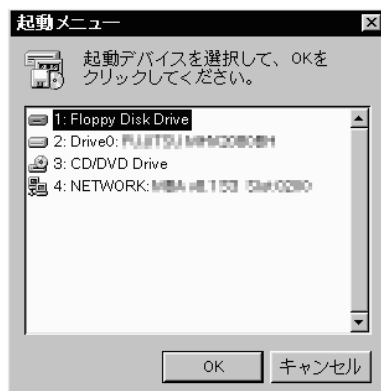 起動メニュー
起動デバイスを選択して、OKを
クリックしてください。
1: Floppy Disk Drive
2: Drive0:
3: CD/DVD Drive
4: NETWORK:
OK
キャンセル